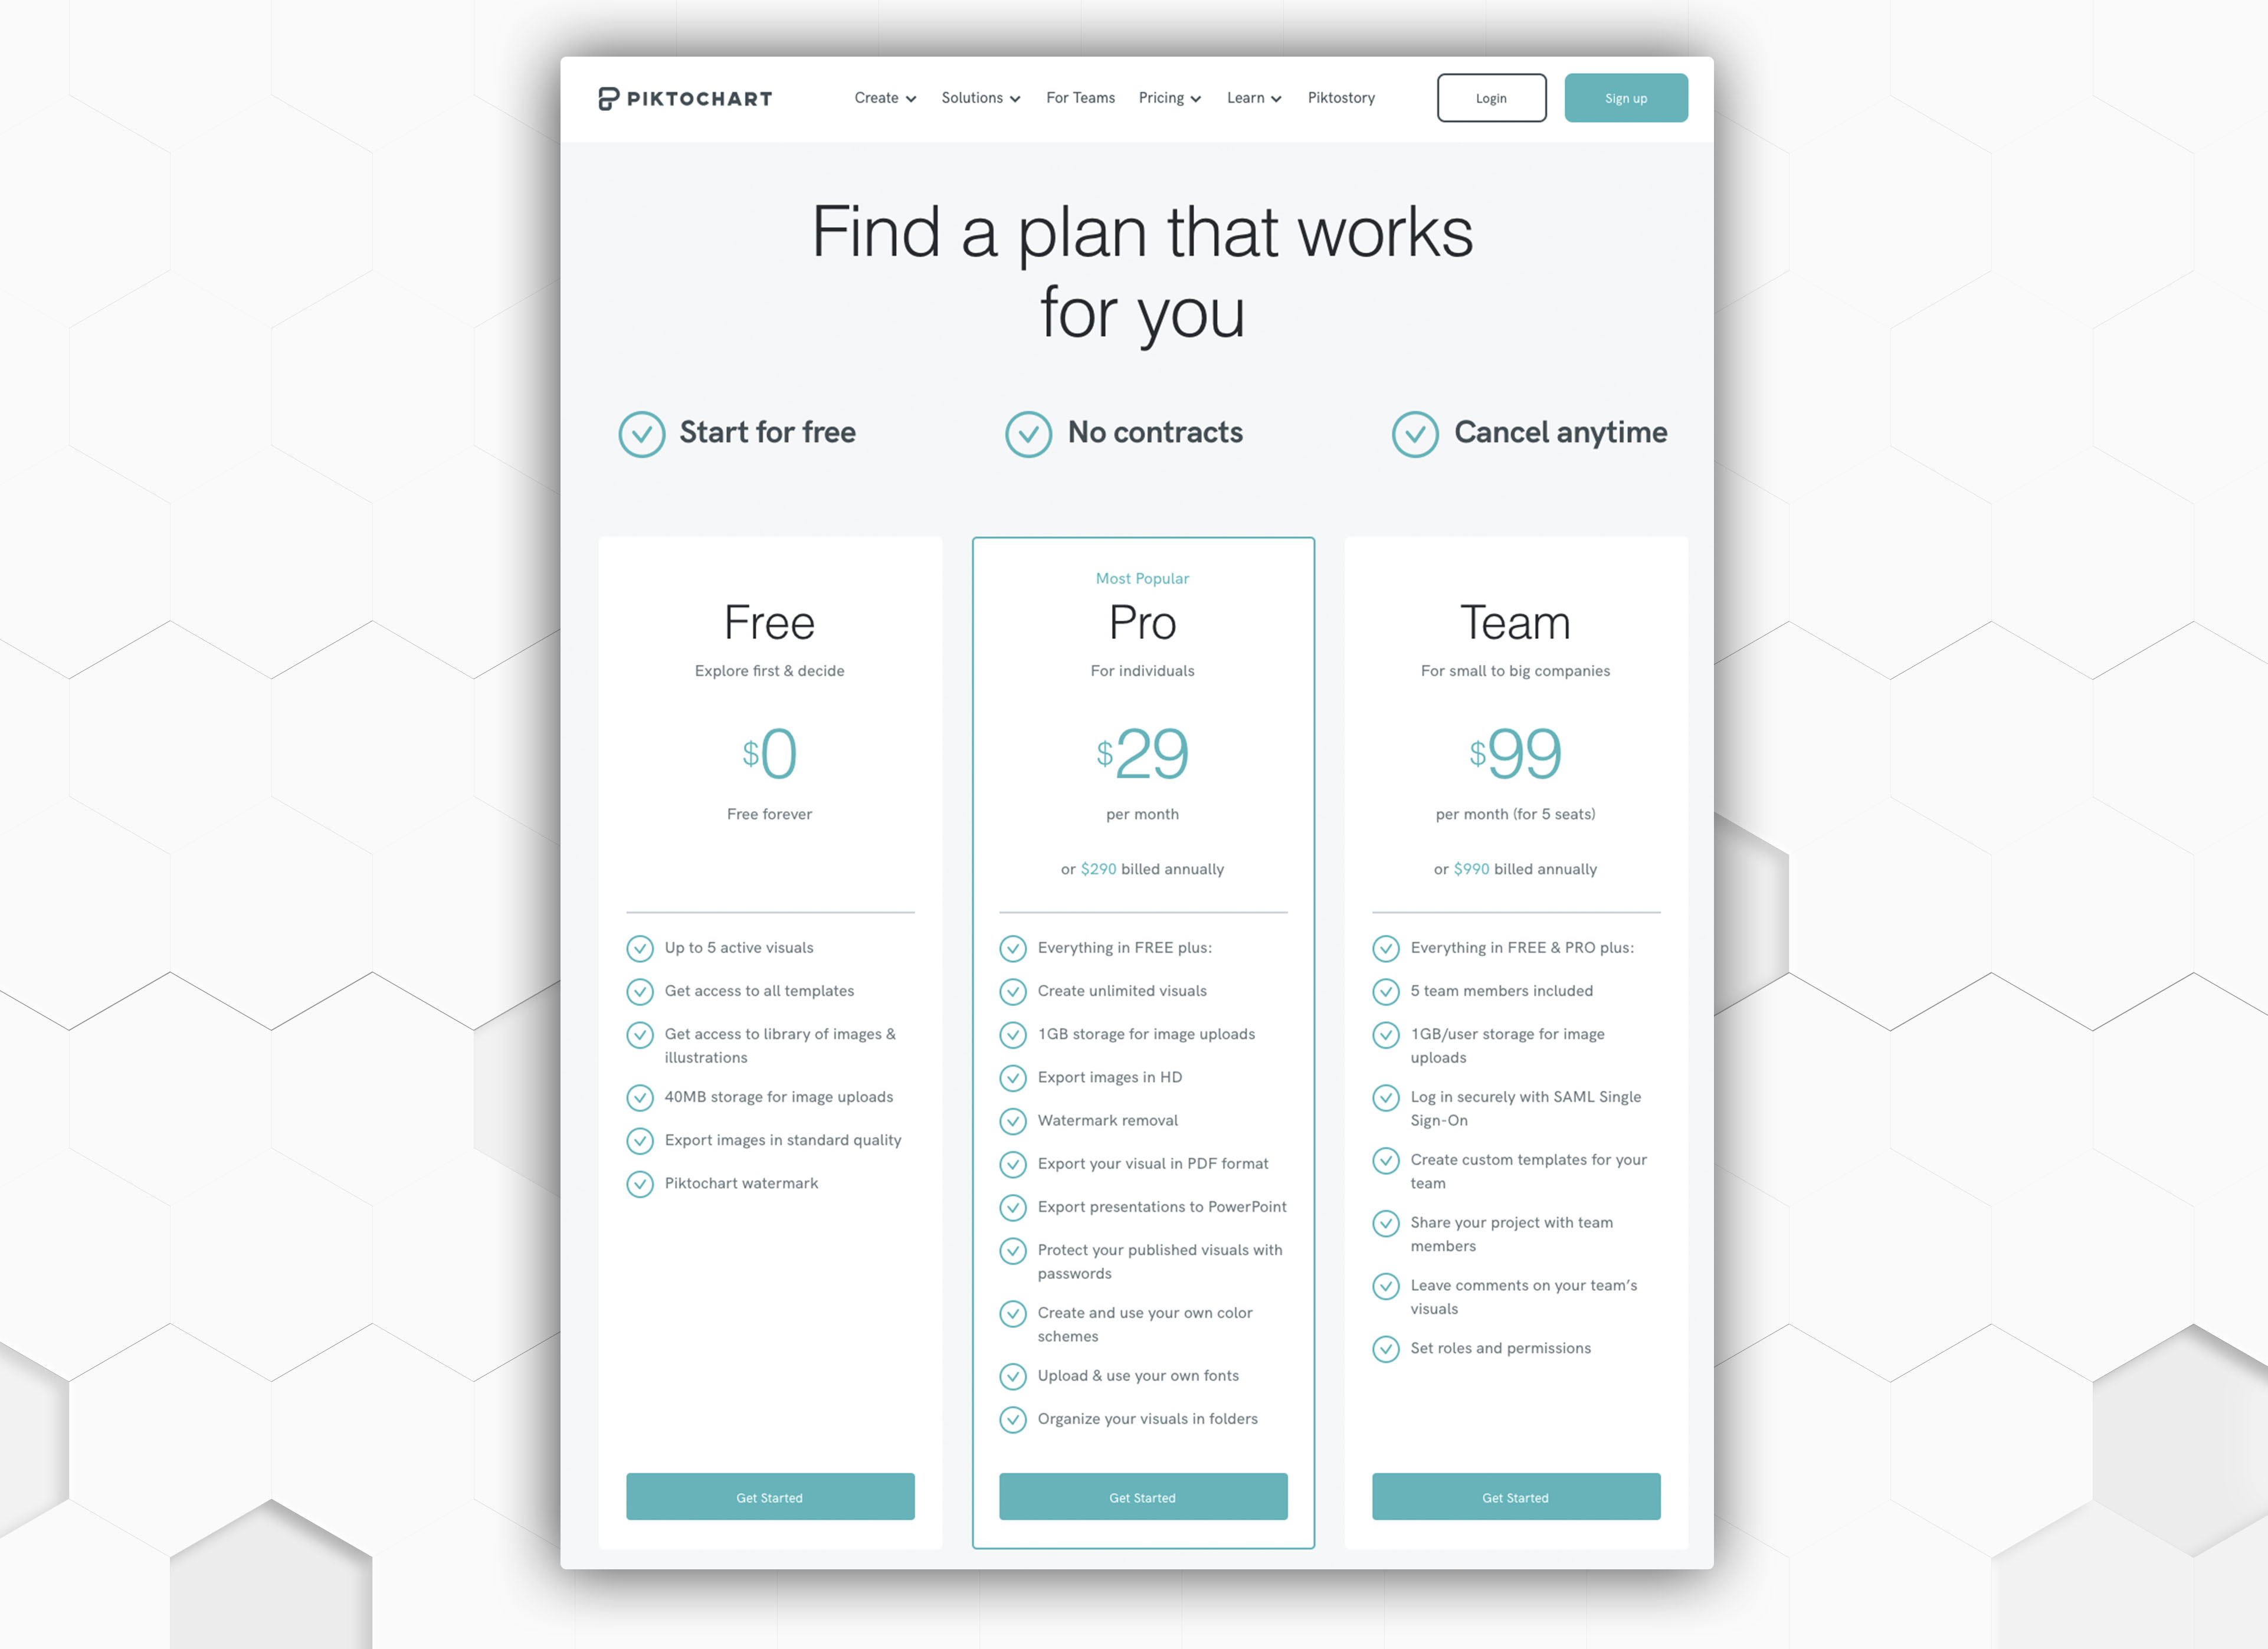 PIKTOCHART
Create
Solutions
For Teams
Pricing
Learn
Piktostory
Login
Sign up
Find a plan that works
for you
Start for free
No contracts
Cancel anytime
Free
Explore first & decide
$0
Free forever
Up to 5 active visuals
Get access to all templates
Get access to library of images &
illustrations
40MB storage for image uploads
Export images in standard quality
Piktochart watermark
Get Started
Most Popular
Pro
For individuals
$29
per month
or $290 billed annually
Everything in FREE plus:
Create unlimited visuals
1GB storage for image uploads
Export images in HD
Watermark removal
Export your visual in PDF format
Export presentations to PowerPoint
Protect your published visuals with
passwords
Create and use your own color
schemes
Upload & use your own fonts
Organize your visuals in folders
Get Started
Team
For small to big companies
$99
per month (for 5 seats)
or $990 billed annually
Everything in FREE & PRO plus:
5 team members included
1GB/user storage for image
uploads
Log in securely with SAML Single
Sign-On
Create custom templates for your
team
Share your project with team
members
Leave comments on your team’s
visuals
Set roles and permissions
Get Started